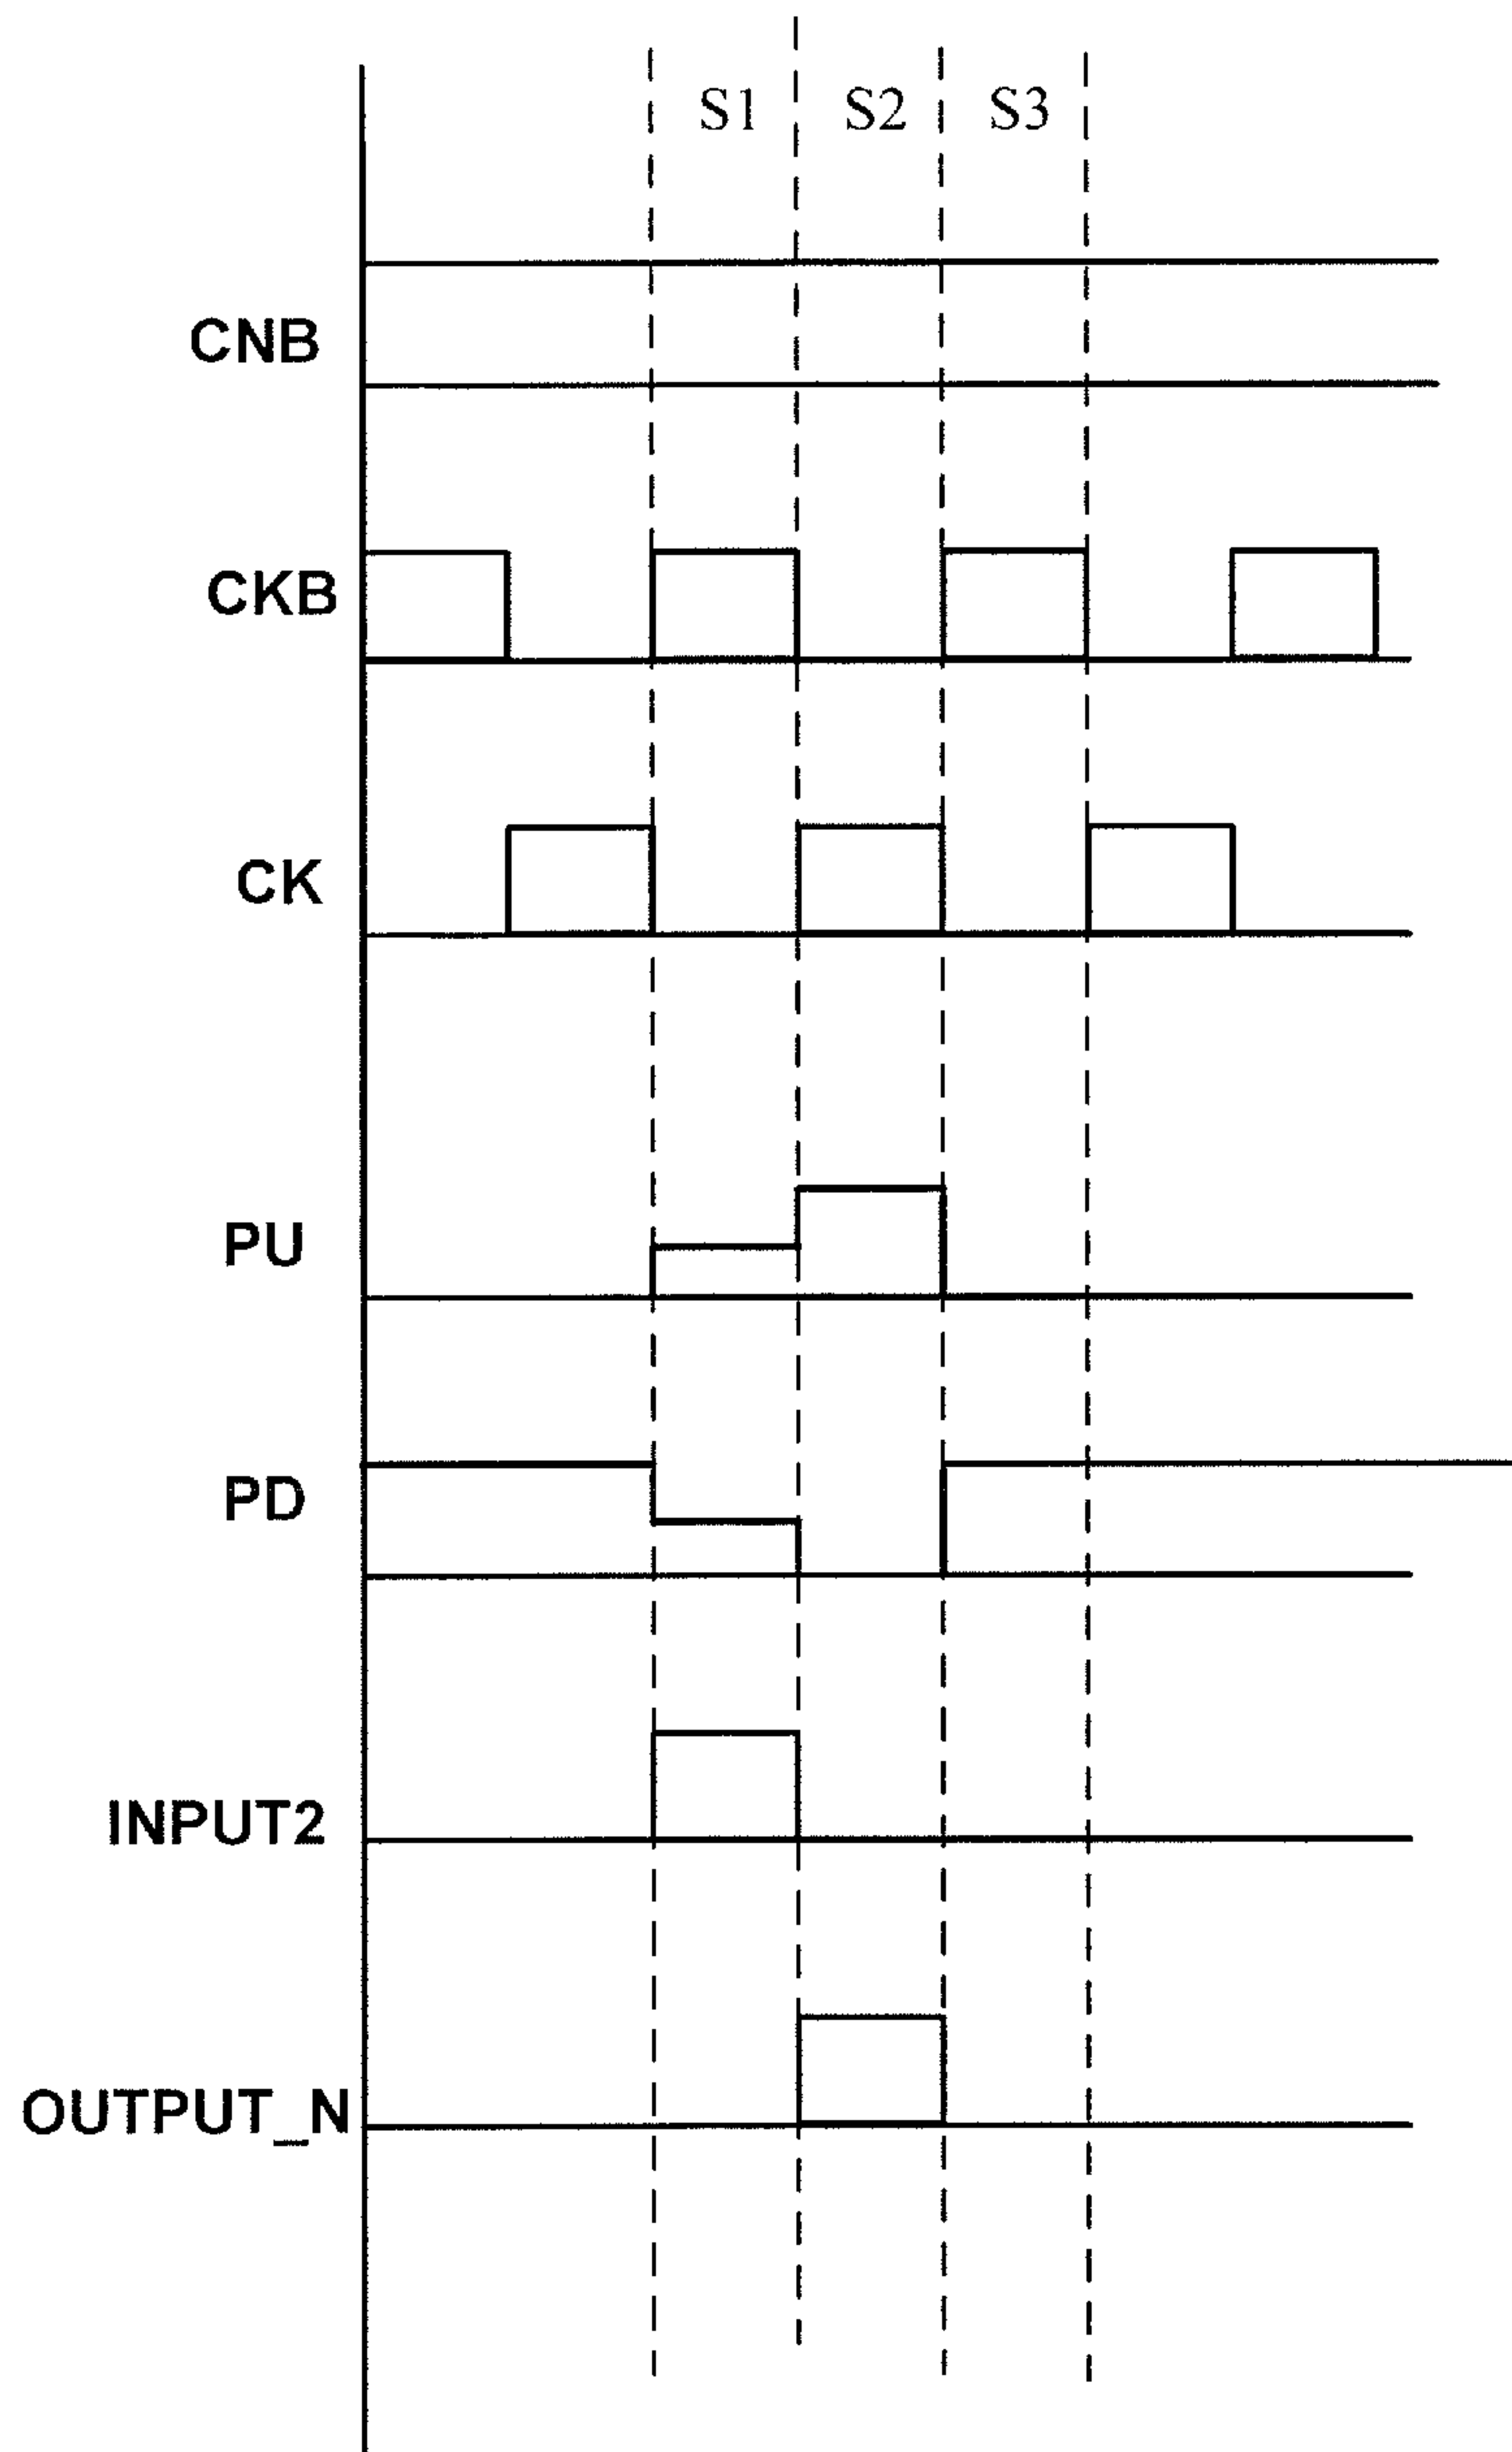 S1 S2 S3
CNB
CKB
CK
PU
PD
INPUT2
OUTPUT_N